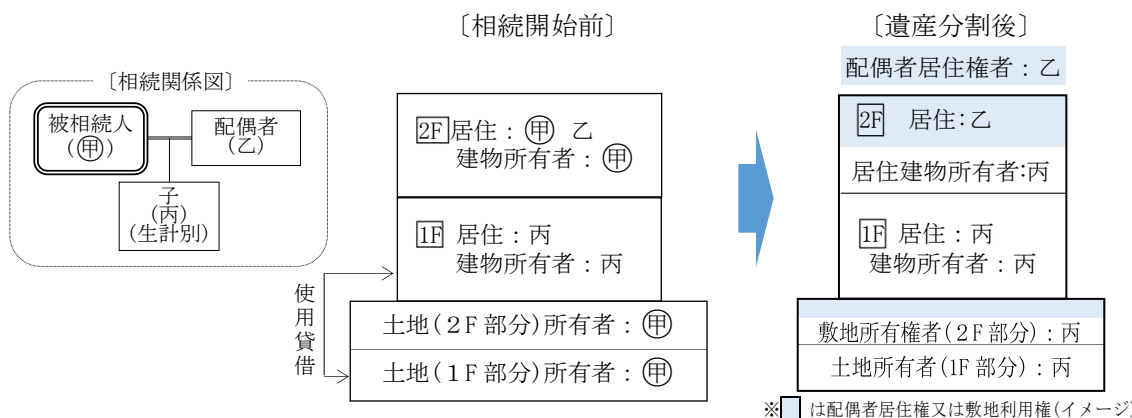 〔相続開始前〕
〔遺産分割後〕
〔相続関係図〕
被相続人
(甲)
配偶者
(乙)
子
(丙)
(生計別)
2F 居住：甲 乙
建物所有者：甲
1F 居住：丙
建物所有者：丙
使用貸借
土地(2F部分)所有者：甲
土地(1F部分)所有者：甲
配偶者居住権者：乙
2F 居住：乙
居住建物所有者：丙
1F 居住：丙
建物所有者：丙
敷地所有権者(2F部分)：丙
土地所有者(1F部分)：丙
※ は配偶者居住権又は敷地利用権(イメージ)